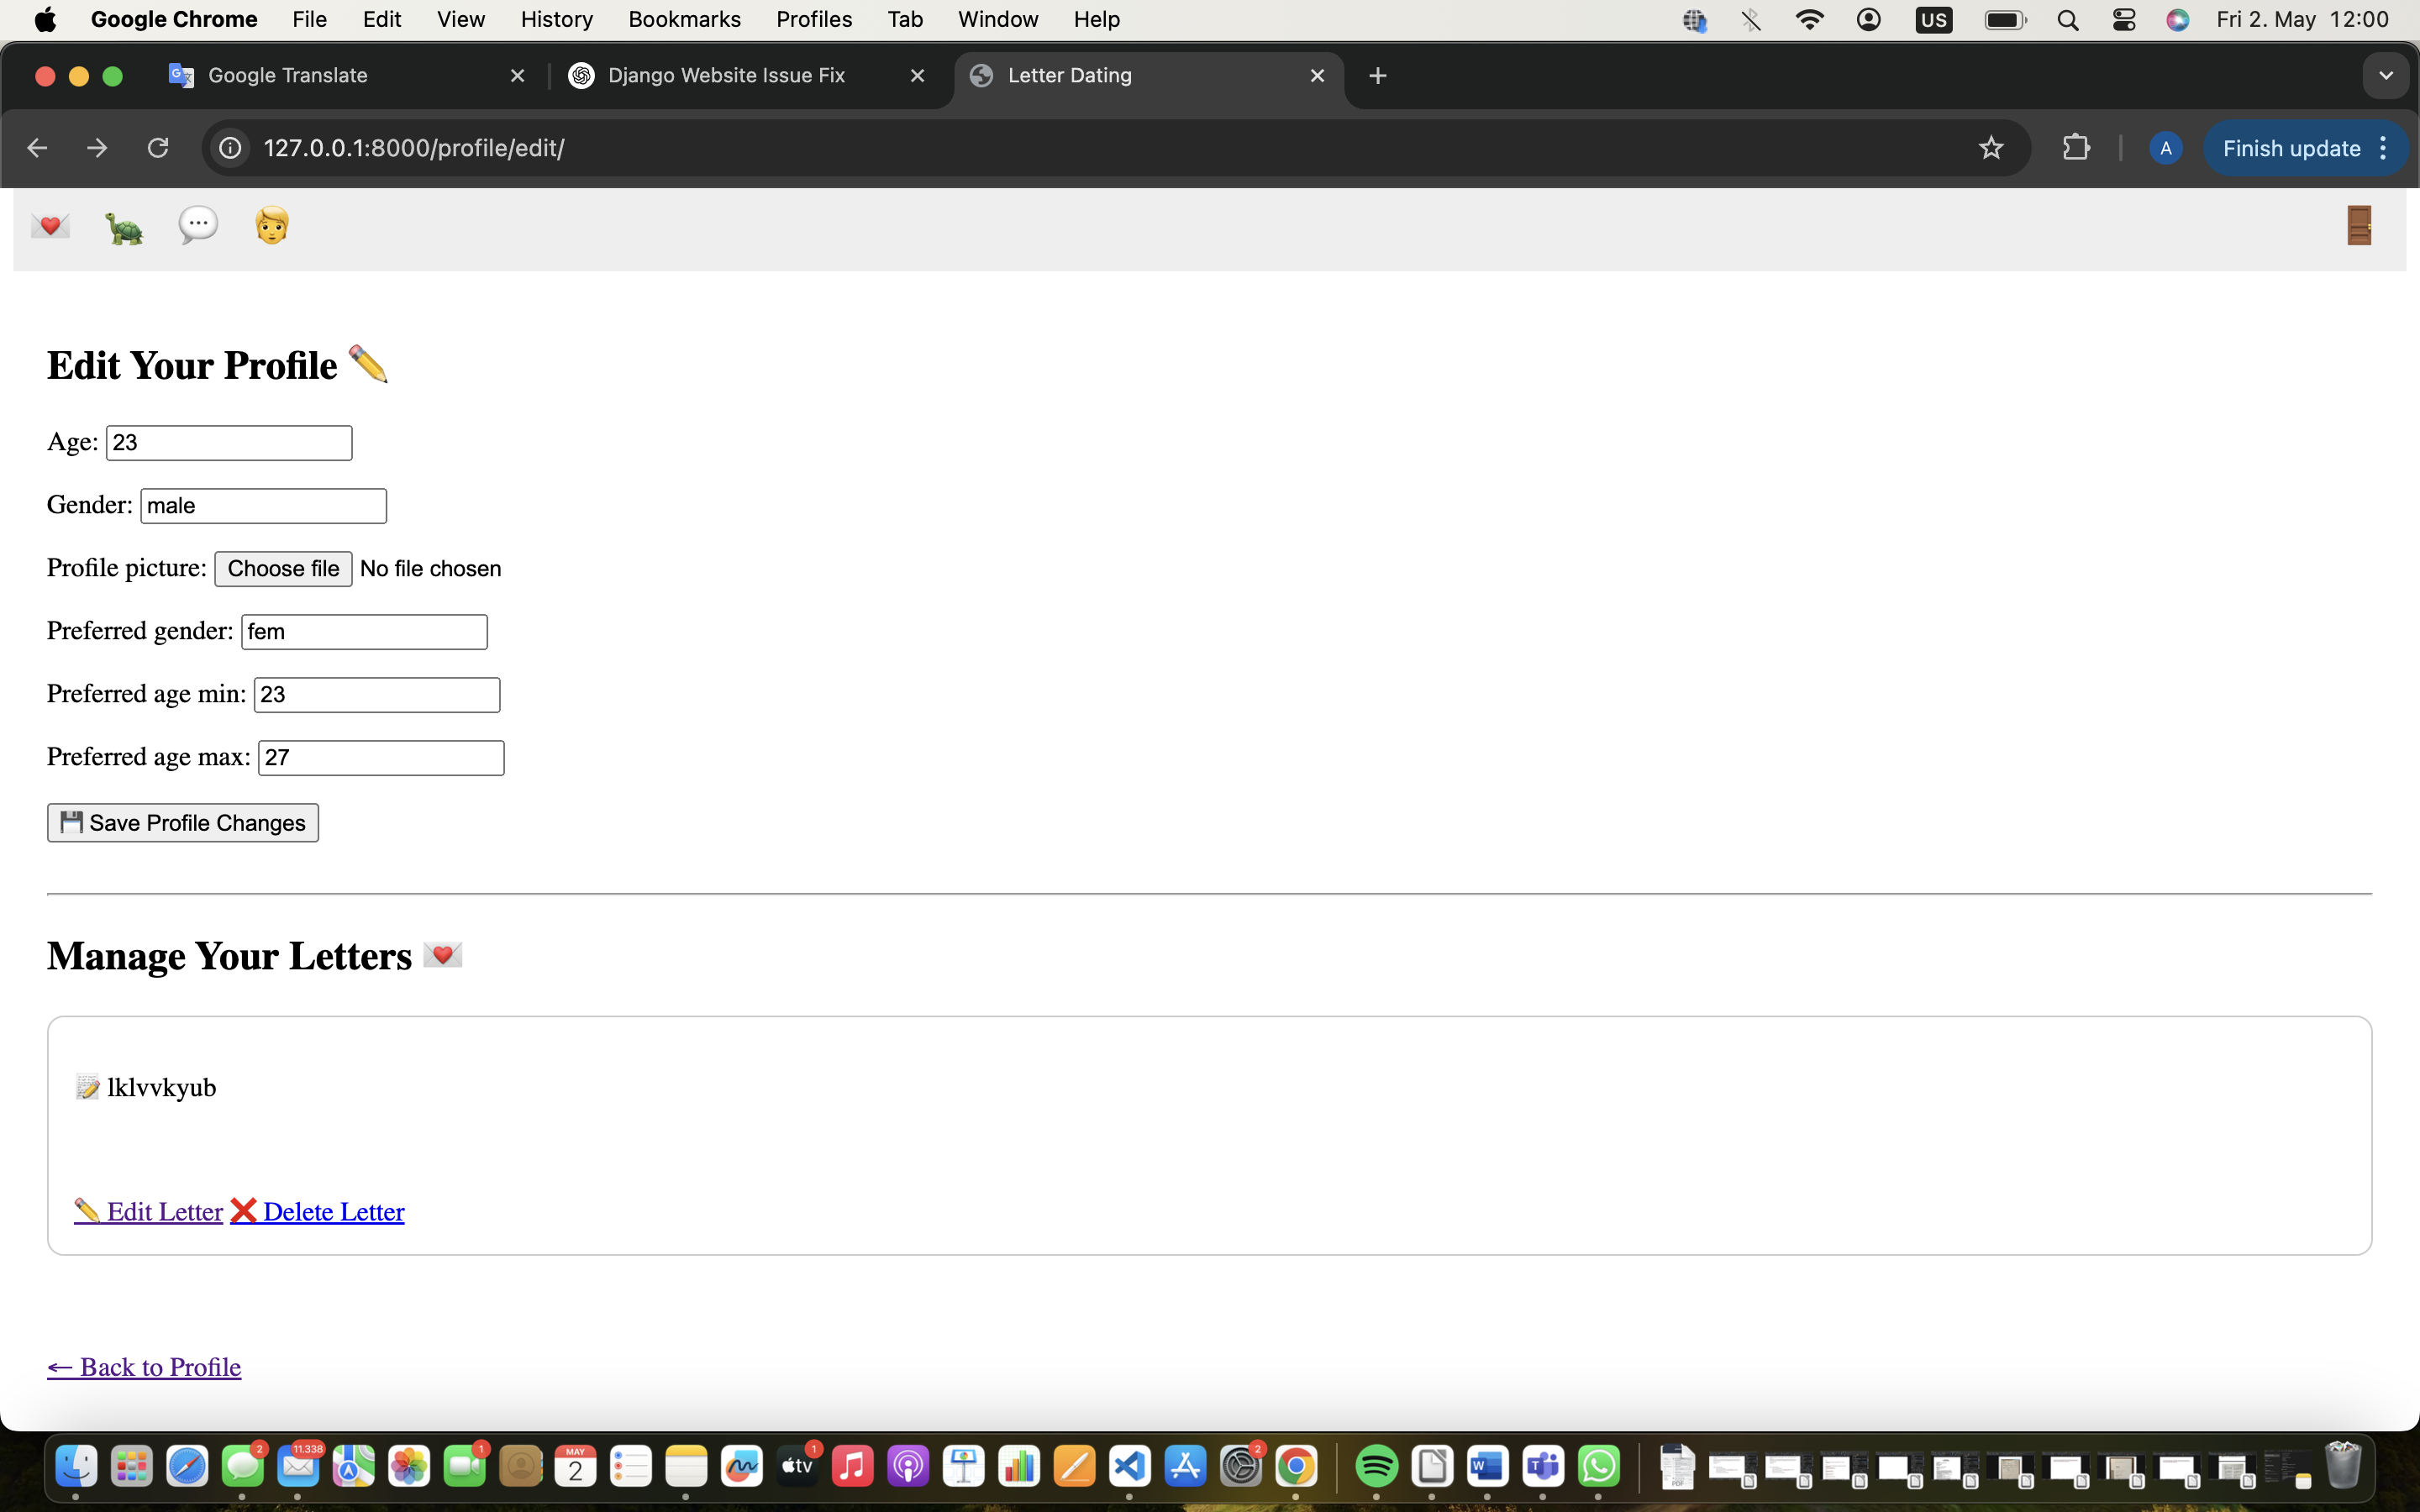 Google Chrome File Edit View History Bookmarks Profiles Tab Window Help US Fri 2. May 12:00
Google Translate Django Website Issue Fix Letter Dating
127.0.0.1:8000/profile/edit/ A Finish update
Edit Your Profile
Age: 23
Gender: male
Profile picture: Choose file No file chosen
Preferred gender: fem
Preferred age min: 23
Preferred age max: 27
Save Profile Changes
Manage Your Letters
lklvvkyub
Edit Letter Delete Letter
← Back to Profile
2 11.338 1 MAY 2 tv 1 2